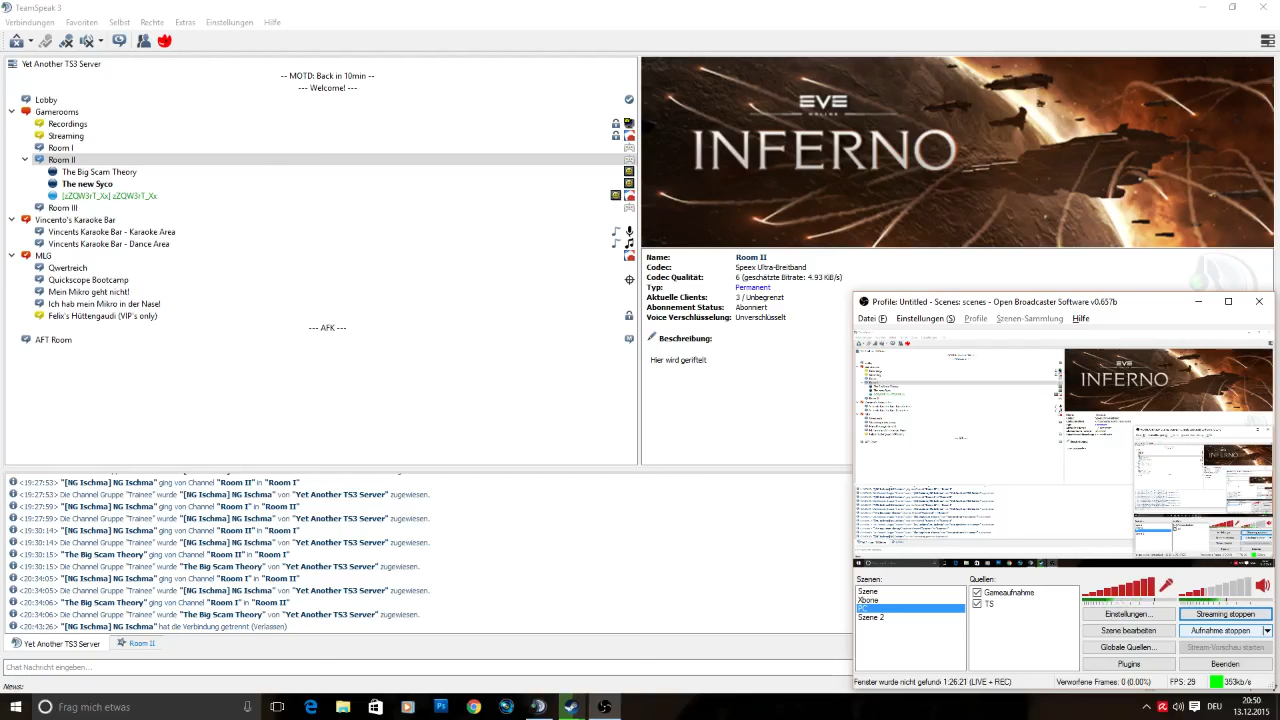 TeamSpeak 3
Verbindungen Favoriten Selbst Rechte Extras Einstellungen Hilfe
Yet Another TS3 Server
-- MOTD: Back in 10min --
--- Welcome! ---
Lobby
Gamerooms
Recordings
Streaming
Room I
Room II
The Big Scam Theory
The new Syco
[zZQW3rT_Xx] zZQW3rT_Xx
Room III
Vincento's Karaoke Bar
Vincents Karaoke Bar - Karaoke Area
Vincents Karaoke Bar - Dance Area
MLG
Qwertreich
Quickscope Bootcamp
Mein Mikro geht nicht!
Ich hab mein Mikro in der Nase!
Felix's Hüttengaudi (VIP's only)
--- AFK ---
AFT Room
EVE
ONLINE
INFERNO
Name: Room II
Codec: Speex Ultra-Breitband
Codec Qualität: 6 (geschätzte Bitrate: 4.93 KiB/s)
Typ: Permanent
Aktuelle Clients: 3 / Unbegrenzt
Abonnement Status: Abonniert
Voice Verschlüsselung: Unverschlüsselt
Beschreibung:
Hier wird geriftelt
<19:27:53> "[NG Ischma] NG Ischma" ging von Channel "Room II" in "Room I"
<19:27:53> Die Channel Gruppe "Trainee" wurde "[NG Ischma] NG Ischma" von "Yet Another TS3 Server" zugewiesen.
<19:27:59> "[NG Ischma] NG Ischma" ging von Channel "Room I" in "Room II"
<19:27:59> Die Channel Gruppe "Trainee" wurde "[NG Ischma] NG Ischma" von "Yet Another TS3 Server" zugewiesen.
<19:30:14> "[NG Ischma] NG Ischma" ging von Channel "Room II" in "Room I"
<19:30:14> Die Channel Gruppe "Trainee" wurde "[NG Ischma] NG Ischma" von "Yet Another TS3 Server" zugewiesen.
<19:30:15> "The Big Scam Theory" ging von Channel "Room II" in "Room I"
<19:30:15> Die Channel Gruppe "Trainee" wurde "The Big Scam Theory" von "Yet Another TS3 Server" zugewiesen.
<20:34:05> "[NG Ischma] NG Ischma" ging von Channel "Room I" in "Room II"
<20:34:05> Die Channel Gruppe "Trainee" wurde "[NG Ischma] NG Ischma" von "Yet Another TS3 Server" zugewiesen.
<20:34:06> "The Big Scam Theory" ging von Channel "Room I" in "Room II"
<20:34:06> Die Channel Gruppe "Trainee" wurde "The Big Scam Theory" von "Yet Another TS3 Server" zugewiesen.
<20:43:26> "[NG Ischma] NG Ischma" hat die Verbindung getrennt (Verlassen)
Yet Another TS3 Server Room II
Chat Nachricht eingeben...
News:
Profile: Untitled - Scenes: scenes - Open Broadcaster Software v0.657b
Datei (F) Einstellungen (S) Profile Szenen-Sammlung Hilfe
EVE
INFERNO
INFERNO
Szenen: Quellen:
Szene
Xbone
PC
Szene 2
Gameaufnahme
TS
Einstellungen... Streaming stoppen
Szene bearbeiten Aufnahme stoppen
Globale Quellen... Stream-Vorschau starten
Plugins Beenden
Fenster wurde nicht gefund 1:26:21 (LIVE + REC) Verworfene Frames: 0 (0.00%) FPS: 29 353kb/s
Frag mich etwas
DEU
20:50
13.12.2015